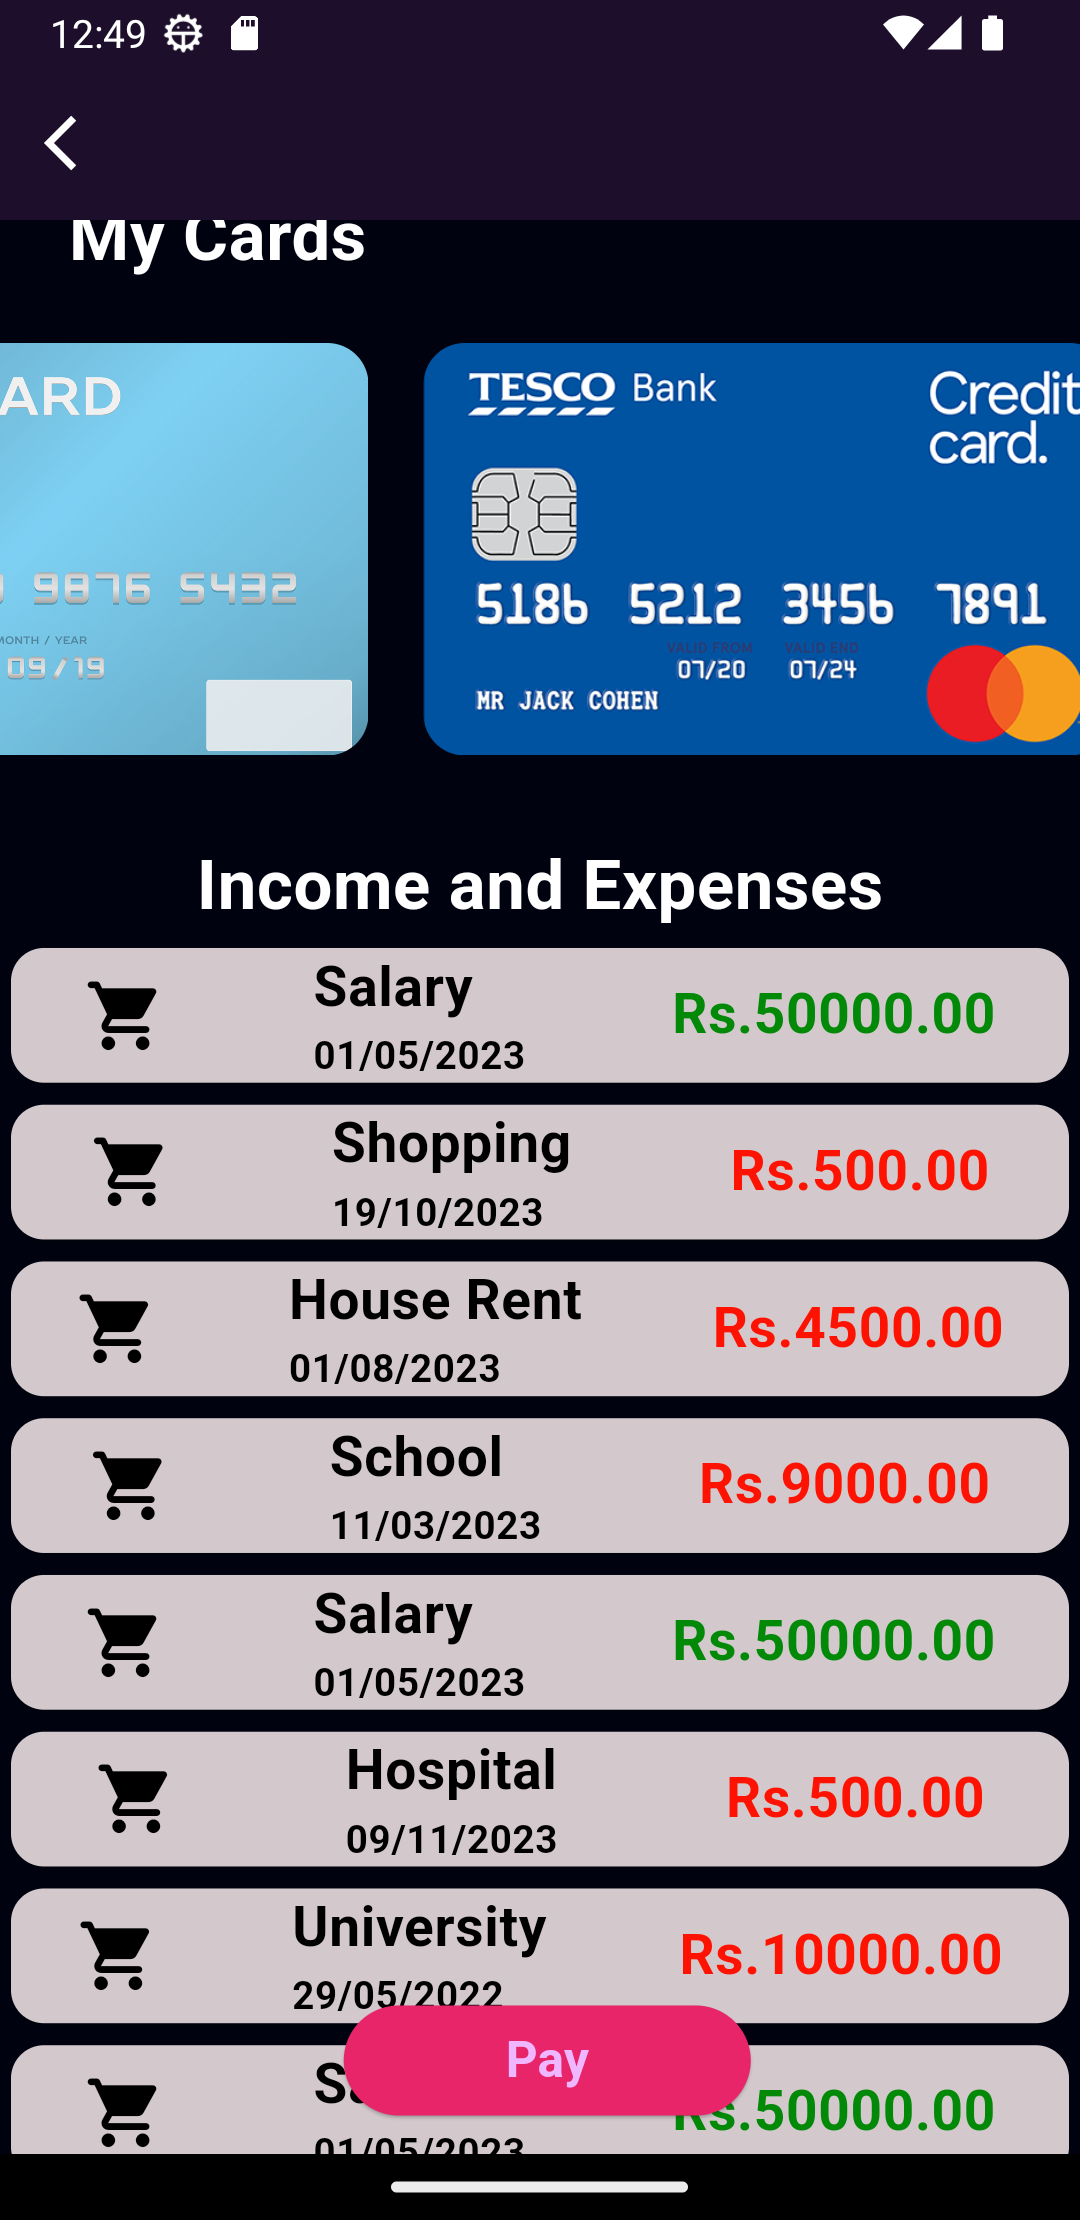 12:49
My Cards
ARD
9876 5432
MONTH / YEAR
09/19
TESCO Bank
Credit
card.
5186 5212 3456 7891
VALID FROM VALID END
07/20 07/24
MR JACK COHEN
Income and Expenses
Salary
01/05/2023
Rs.50000.00
Shopping
19/10/2023
Rs.500.00
House Rent
01/08/2023
Rs.4500.00
School
11/03/2023
Rs.9000.00
Salary
01/05/2023
Rs.50000.00
Hospital
09/11/2023
Rs.500.00
University
29/05/2022
Rs.10000.00
Pay
01/05/2023
Rs.50000.00